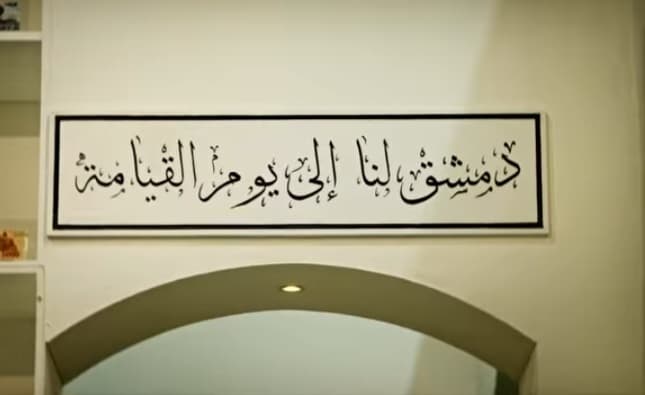 دمشق لنا إلى يوم القيامة